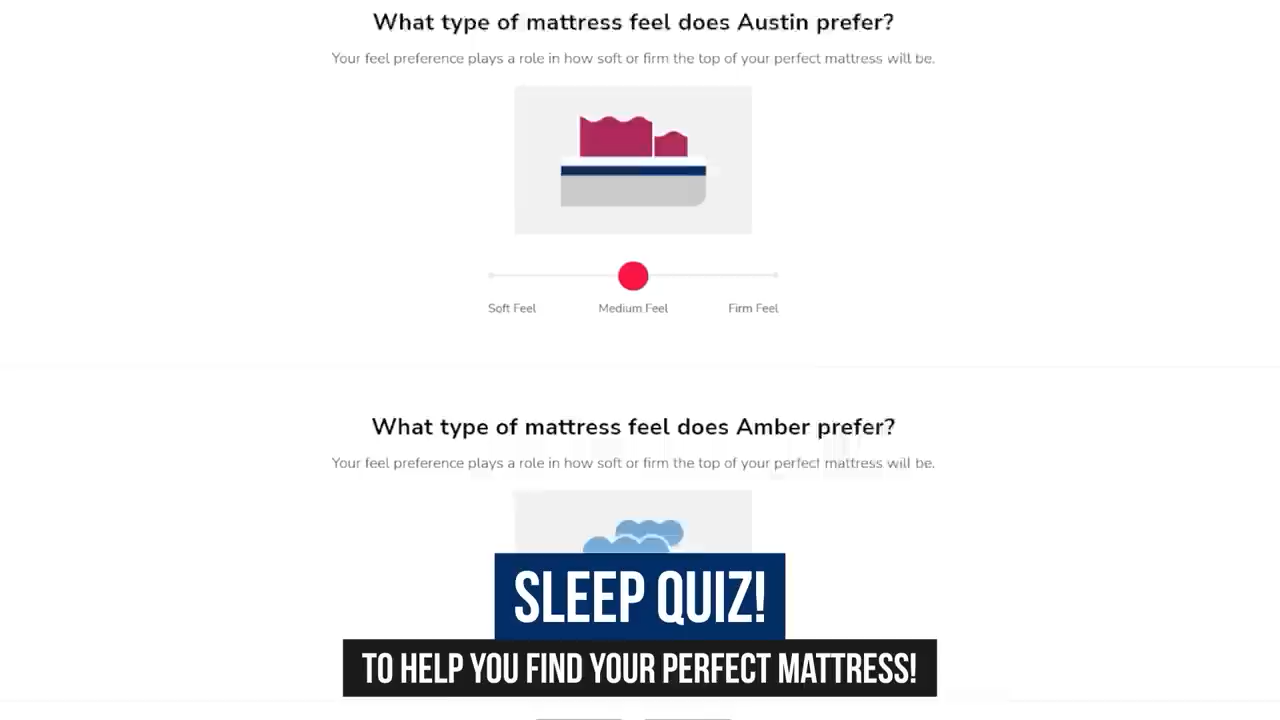 What type of mattress feel does Austin prefer?
Your feel preference plays a role in how soft or firm the top of your perfect mattress will be.
Soft Feel
Medium Feel
Firm Feel
What type of mattress feel does Amber prefer?
Your feel preference plays a role in how soft or firm the top of your perfect mattress will be.
SLEEP QUIZ!
TO HELP YOU FIND YOUR PERFECT MATTRESS!